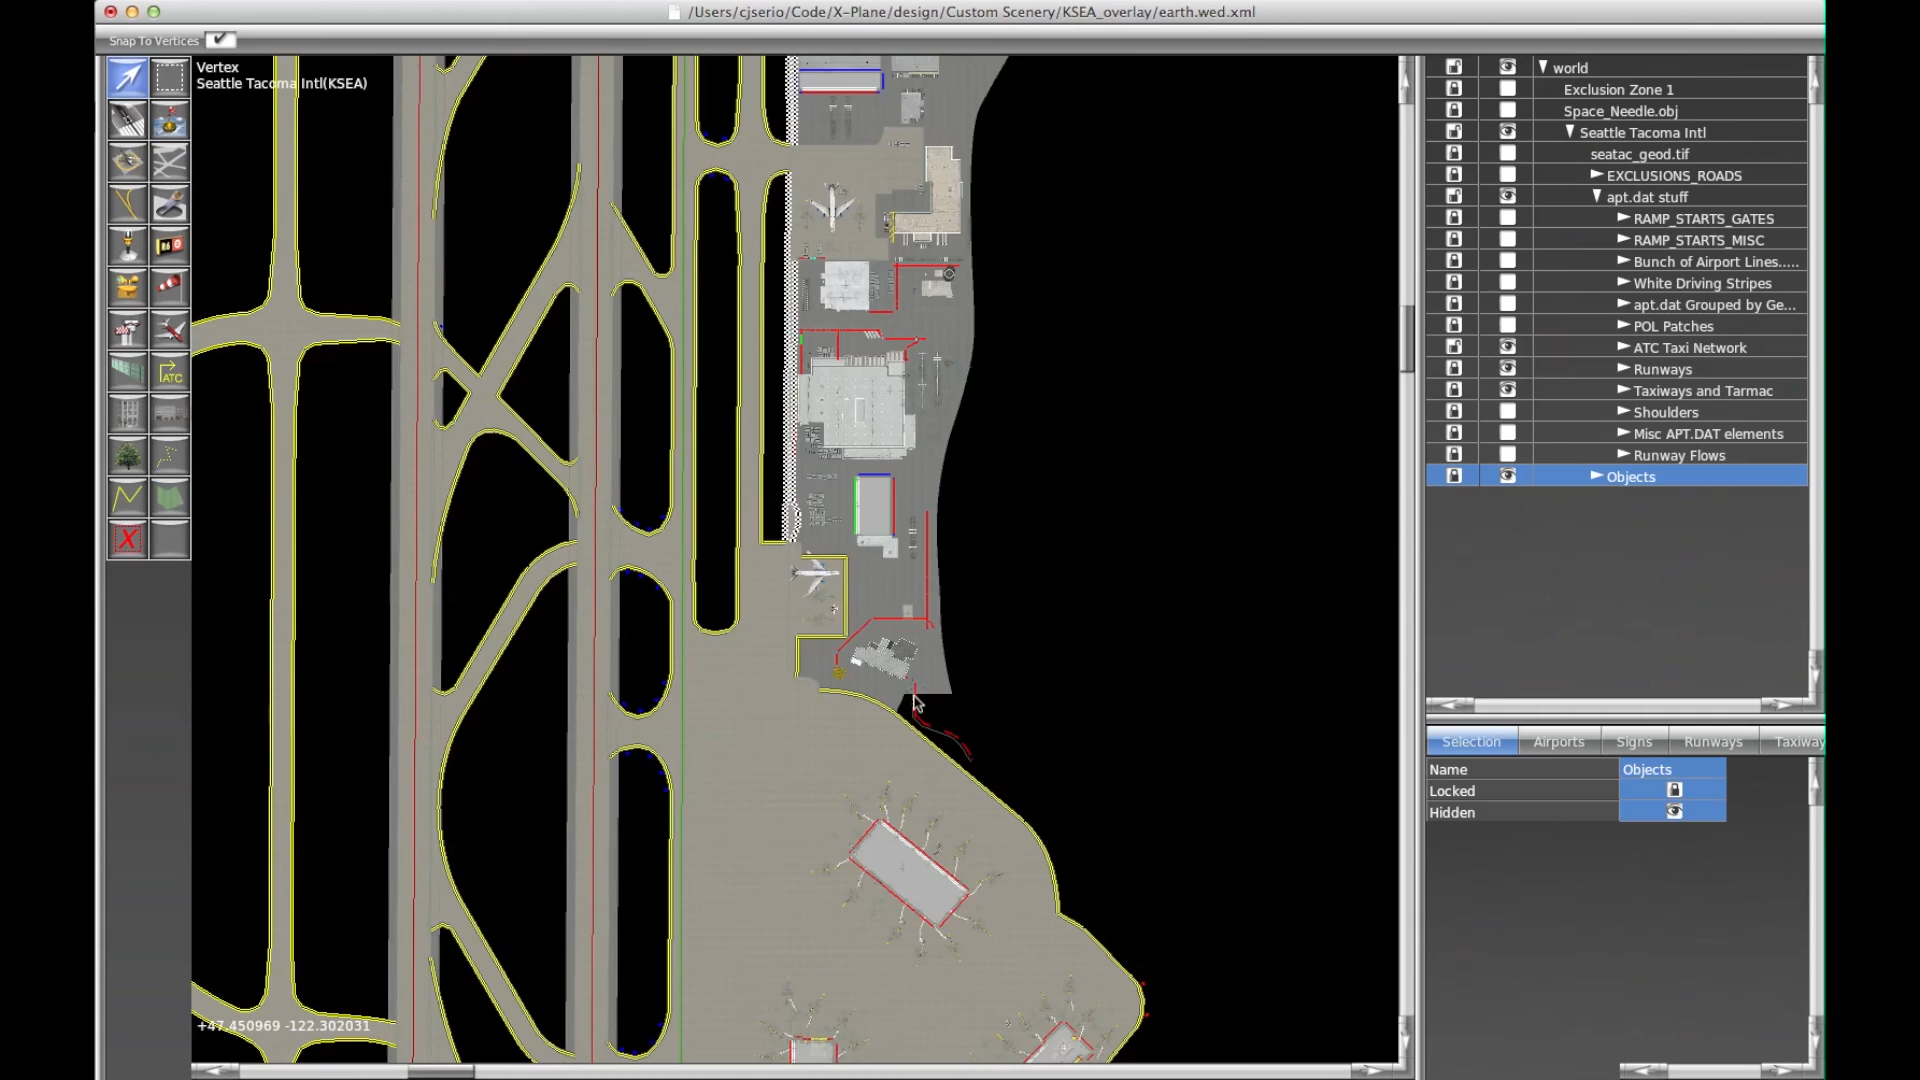 /Users/cjserio/Code/X-Plane/design/Custom Scenery/KSEA_overlay/earth.wed.xml
Snap To Vertices
Vertex
Seattle Tacoma Intl(KSEA)
R6
ATC
X
+47.450969 -122.302031
world
Exclusion Zone 1
Space_Needle.obj
Seattle Tacoma Intl
seatac_geod.tif
EXCLUSIONS_ROADS
apt.dat stuff
RAMP_STARTS_GATES
RAMP_STARTS_MISC
Bunch of Airport Lines.....
White Driving Stripes
apt.dat Grouped by Ge...
POL Patches
ATC Taxi Network
Runways
Taxiways and Tarmac
Shoulders
Misc APT.DAT elements
Runway Flows
Objects
Selection Airports Signs Runways Taxiway
Name Objects
Locked
Hidden